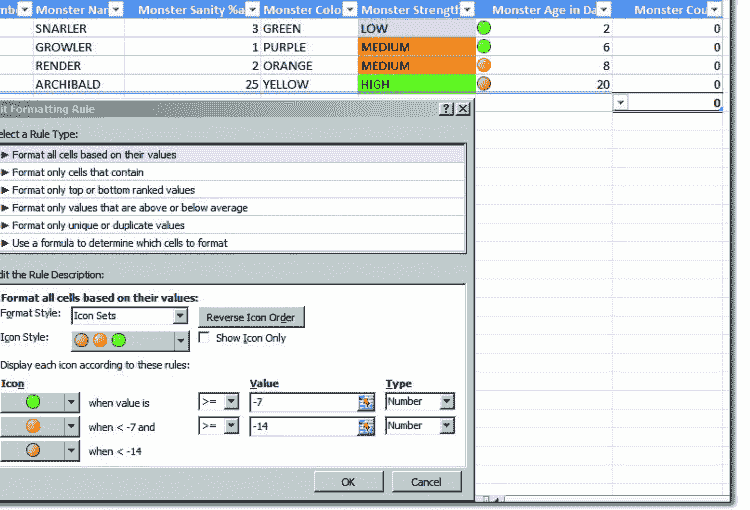 Monster Nar Monster Sanity %a Monster Colo Monster Strength Monster Age in Da Monster Cou
SNARLER 3 GREEN LOW 2 0
GROWLER 1 PURPLE MEDIUM 6 0
RENDER 2 ORANGE MEDIUM 8 0
ARCHIBALD 25 YELLOW HIGH 20 0
0
it Formatting Rule
elect a Rule Type:
► Format all cells based on their values
► Format only cells that contain
► Format only top or bottom ranked values
► Format only values that are above or below average
► Format only unique or duplicate values
► Use a formula to determine which cells to format
dit the Rule Description:
Format all cells based on their values:
Format Style: Icon Sets Reverse Icon Order
Icon Style: Show Icon Only
Display each icon according to these rules:
Icon Value Type
when value is >= -7 Number
when < -7 and >= -14 Number
when < -14
OK Cancel